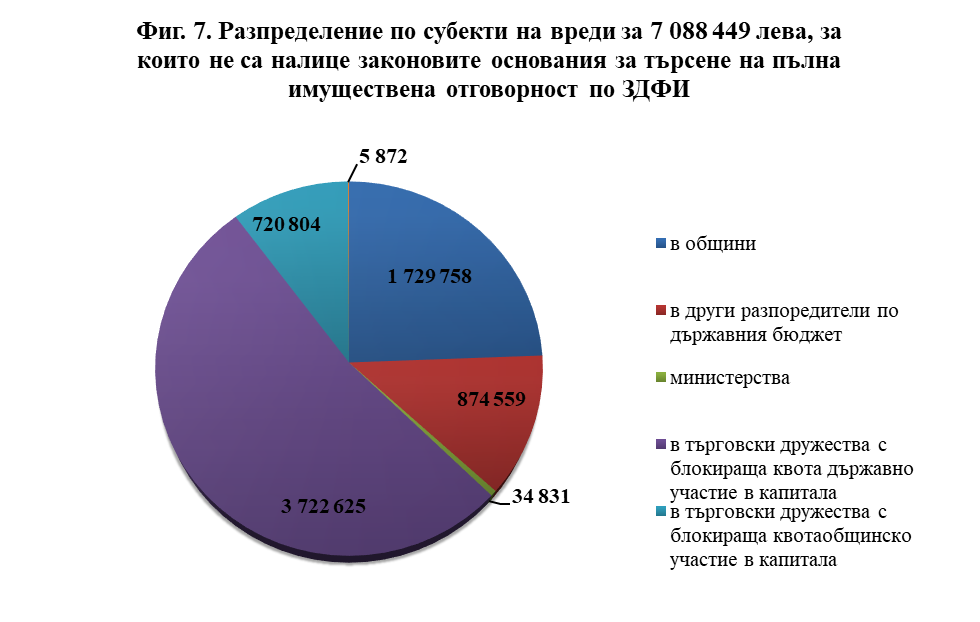 Фиг. 7. Разпределение по субекти на вреди за 7 088 449 лева, за
които не са налице законовите основания за търсене на пълна
имуществена отговорност по ЗДФИ
5 872
720 804
1 729 758
874 559
34 831
3 722 625
в общини
в други разпоредители по
държавния бюджет
министерства
в търговски дружества с
блокираща квота държавно
участие в капитала
в търговски дружества с
блокираща квотаобщинско
участие в капитала